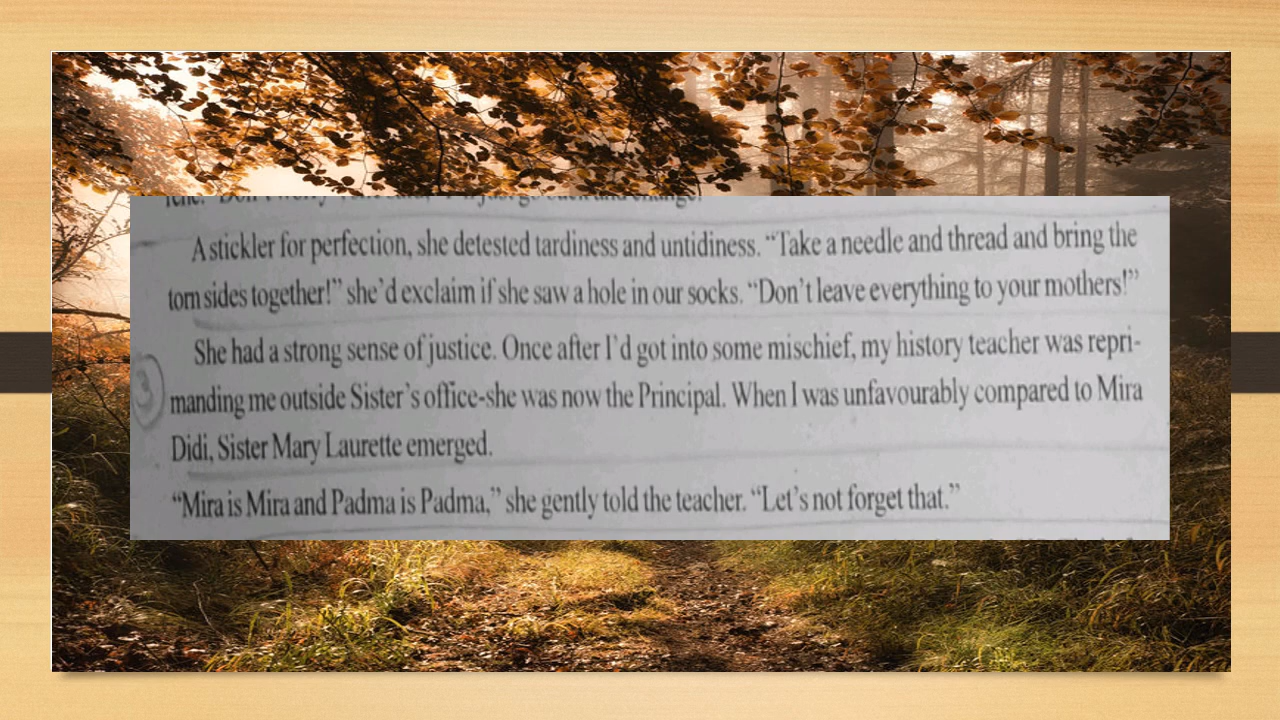 A stickler for perfection, she detested tardiness and untidiness. “Take a needle and thread and bring the
torn sides together!” she’d exclaim if she saw a hole in our socks. “Don’t leave everything to your mothers!”
She had a strong sense of justice. Once after I’d got into some mischief, my history teacher was repri-
manding me outside Sister’s office-she was now the Principal. When I was unfavourably compared to Mira
Didi, Sister Mary Laurette emerged.
“Mira is Mira and Padma is Padma,” she gently told the teacher. “Let’s not forget that.”